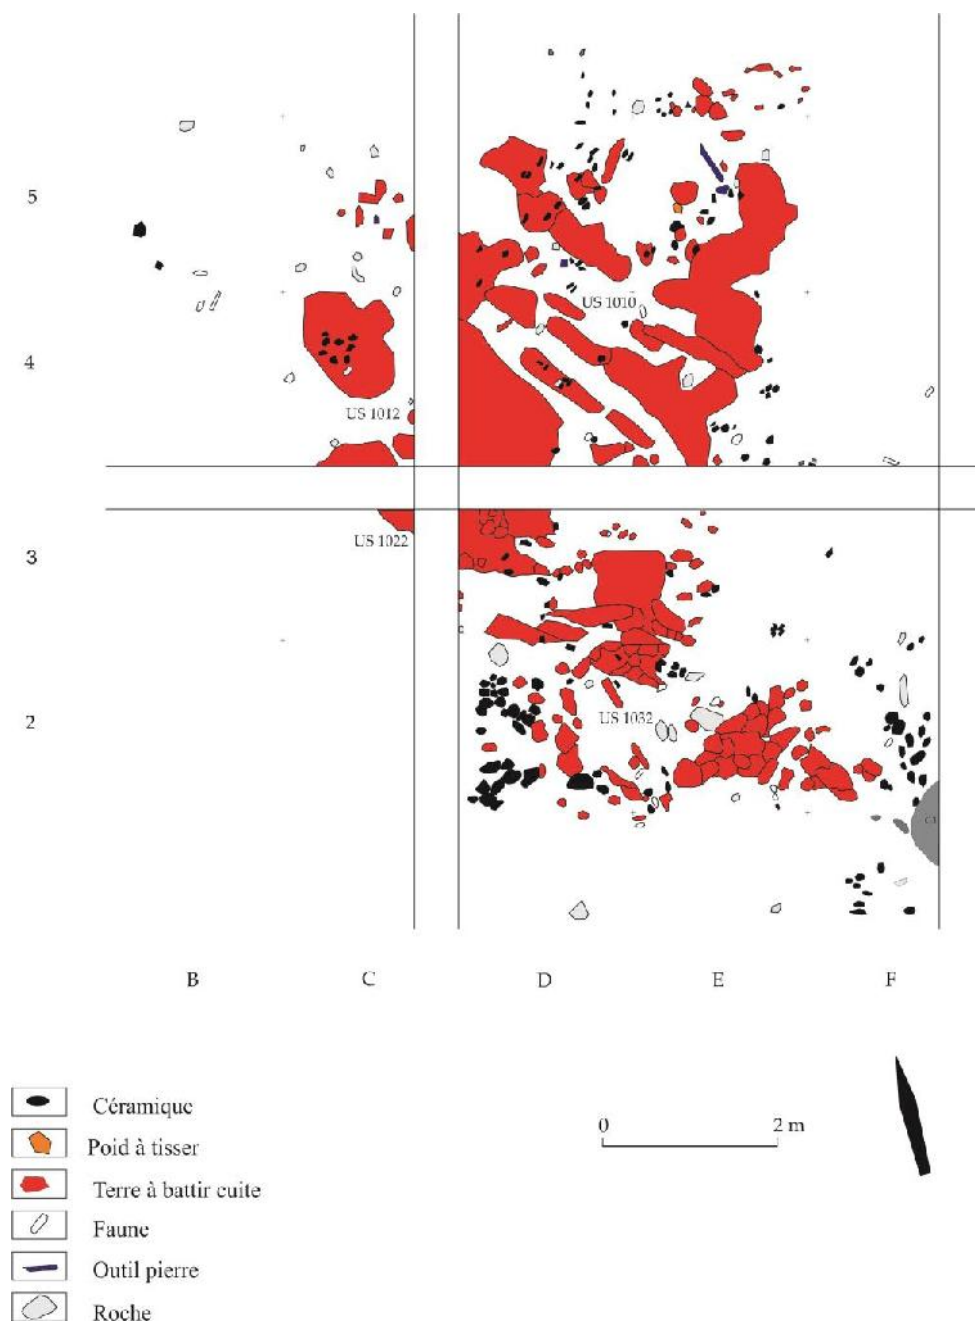 5
US 1010
4
US 1012
3
US 1022
2
US 1032
B C D E F
Céramique
Poid à tisser
Terre à battir cuite
Faune
Outil pierre
Roche
0 2 m